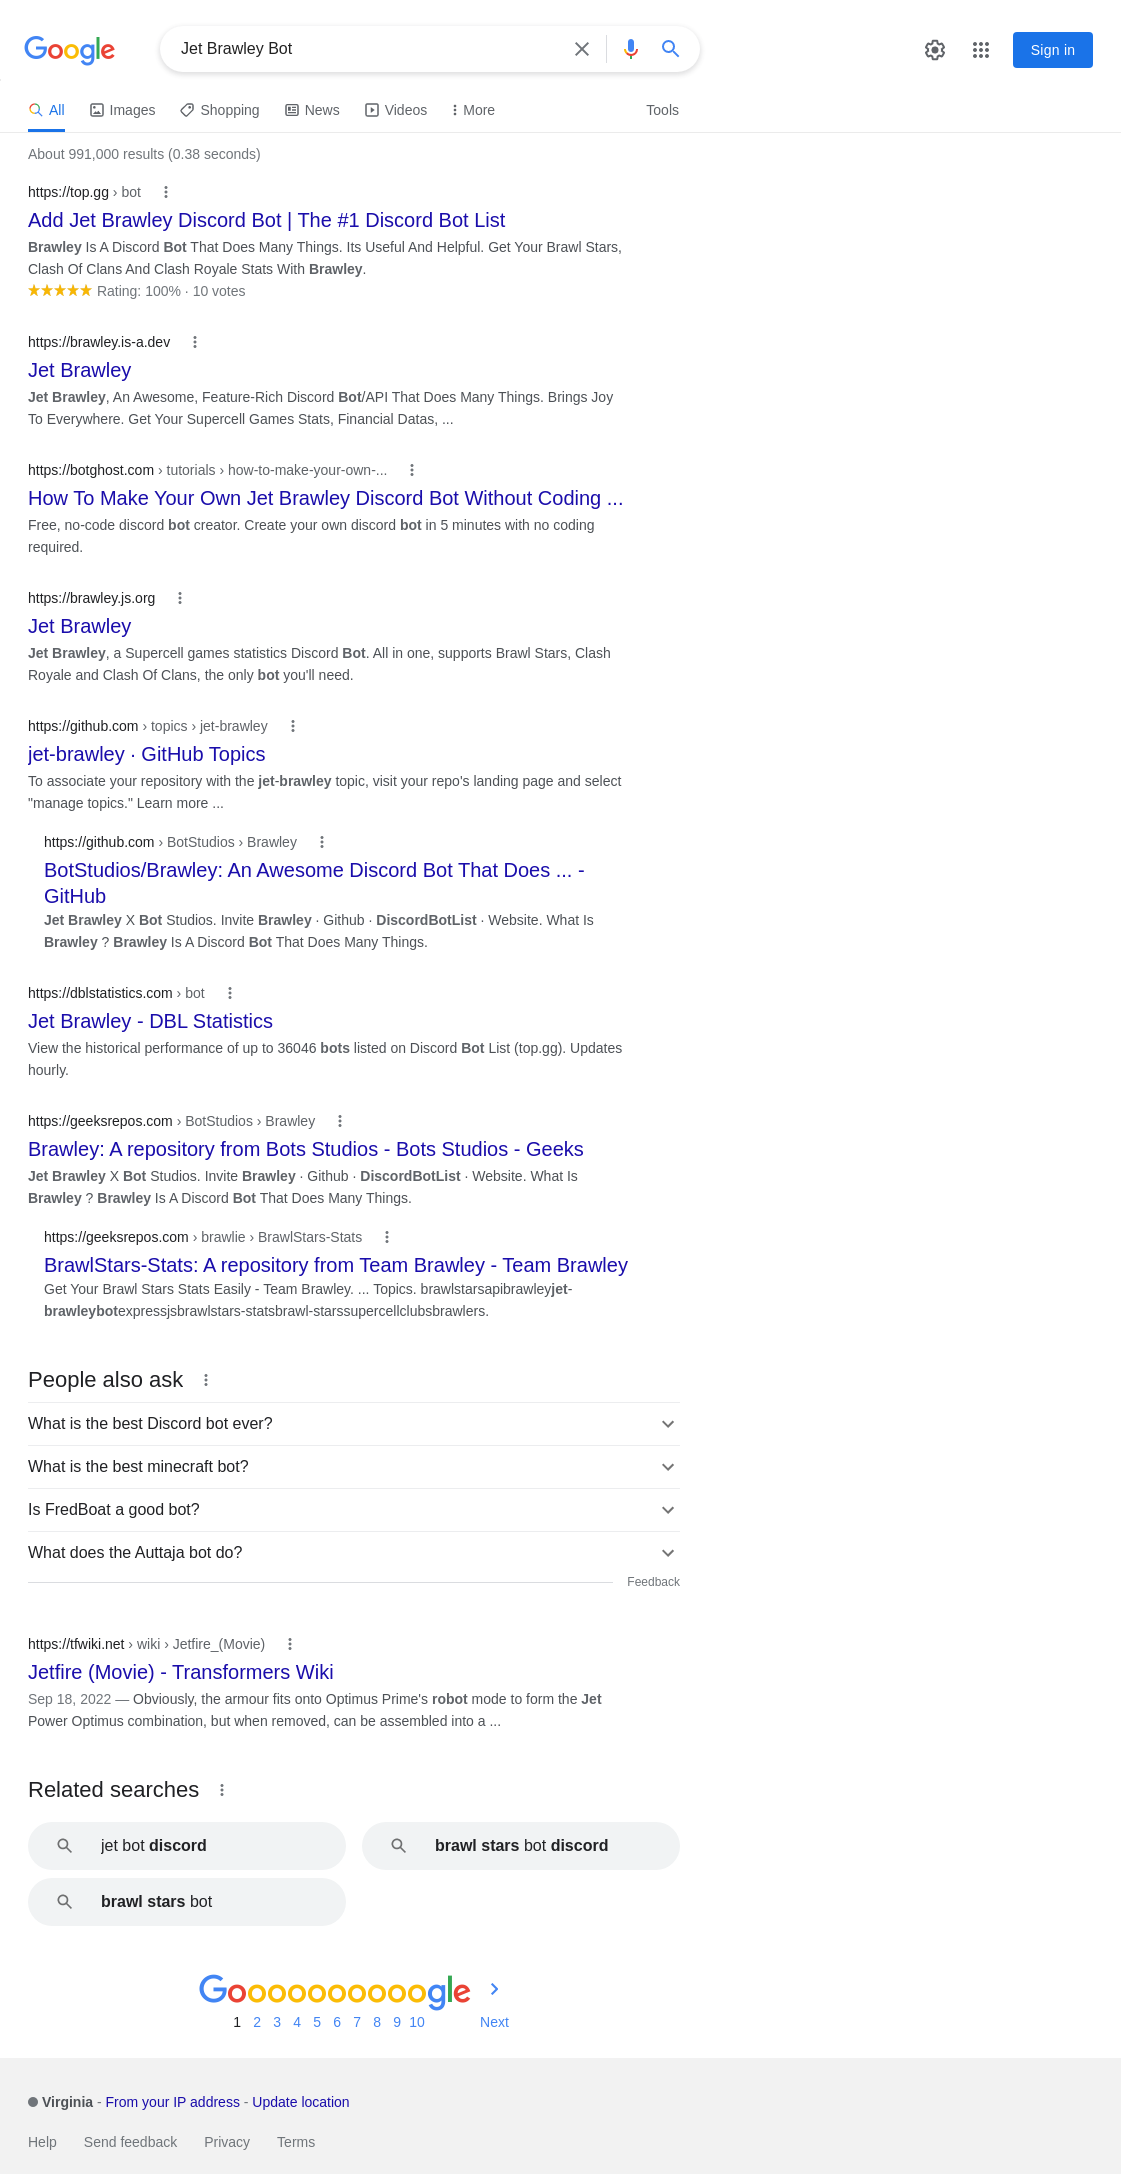 Google
Jet Brawley Bot
Sign in
All Images Shopping News Videos More Tools
About 991,000 results (0.38 seconds)
https://top.gg › bot
Add Jet Brawley Discord Bot | The #1 Discord Bot List
Brawley Is A Discord Bot That Does Many Things. Its Useful And Helpful. Get Your Brawl Stars,
Clash Of Clans And Clash Royale Stats With Brawley.
Rating: 100% · 10 votes
https://brawley.is-a.dev
Jet Brawley
Jet Brawley, An Awesome, Feature-Rich Discord Bot/API That Does Many Things. Brings Joy
To Everywhere. Get Your Supercell Games Stats, Financial Datas, ...
https://botghost.com › tutorials › how-to-make-your-own-...
How To Make Your Own Jet Brawley Discord Bot Without Coding ...
Free, no-code discord bot creator. Create your own discord bot in 5 minutes with no coding
required.
https://brawley.js.org
Jet Brawley
Jet Brawley, a Supercell games statistics Discord Bot. All in one, supports Brawl Stars, Clash
Royale and Clash Of Clans, the only bot you'll need.
https://github.com › topics › jet-brawley
jet-brawley · GitHub Topics
To associate your repository with the jet-brawley topic, visit your repo's landing page and select
"manage topics." Learn more ...
https://github.com › BotStudios › Brawley
BotStudios/Brawley: An Awesome Discord Bot That Does ... -
GitHub
Jet Brawley X Bot Studios. Invite Brawley · Github · DiscordBotList · Website. What Is
Brawley ? Brawley Is A Discord Bot That Does Many Things.
https://dblstatistics.com › bot
Jet Brawley - DBL Statistics
View the historical performance of up to 36046 bots listed on Discord Bot List (top.gg). Updates
hourly.
https://geeksrepos.com › BotStudios › Brawley
Brawley: A repository from Bots Studios - Bots Studios - Geeks
Jet Brawley X Bot Studios. Invite Brawley · Github · DiscordBotList · Website. What Is
Brawley ? Brawley Is A Discord Bot That Does Many Things.
https://geeksrepos.com › brawlie › BrawlStars-Stats
BrawlStars-Stats: A repository from Team Brawley - Team Brawley
Get Your Brawl Stars Stats Easily - Team Brawley. ... Topics. brawlstarsapibrawleyjet-
brawleybotexpressjsbrawlstars-statsbrawl-starssupercellclubsbrawlers.
People also ask
What is the best Discord bot ever?
What is the best minecraft bot?
Is FredBoat a good bot?
What does the Auttaja bot do?
Feedback
https://tfwiki.net › wiki › Jetfire_(Movie)
Jetfire (Movie) - Transformers Wiki
Sep 18, 2022 — Obviously, the armour fits onto Optimus Prime's robot mode to form the Jet
Power Optimus combination, but when removed, can be assembled into a ...
Related searches
jet bot discord
brawl stars bot discord
brawl stars bot
Goooooooooogle
1 2 3 4 5 6 7 8 9 10 Next
Virginia - From your IP address - Update location
Help Send feedback Privacy Terms